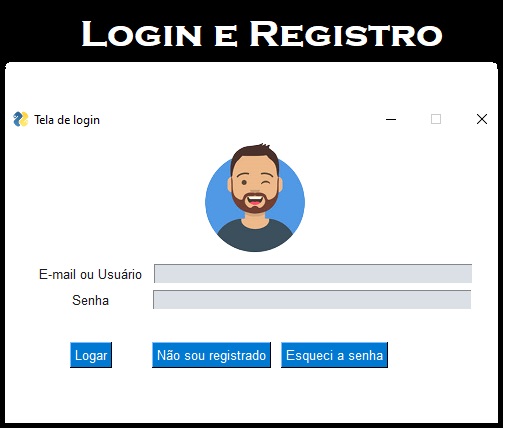 Login e Registro
Tela de login
E-mail ou Usuário
Senha
Logar Não sou registrado Esqueci a senha